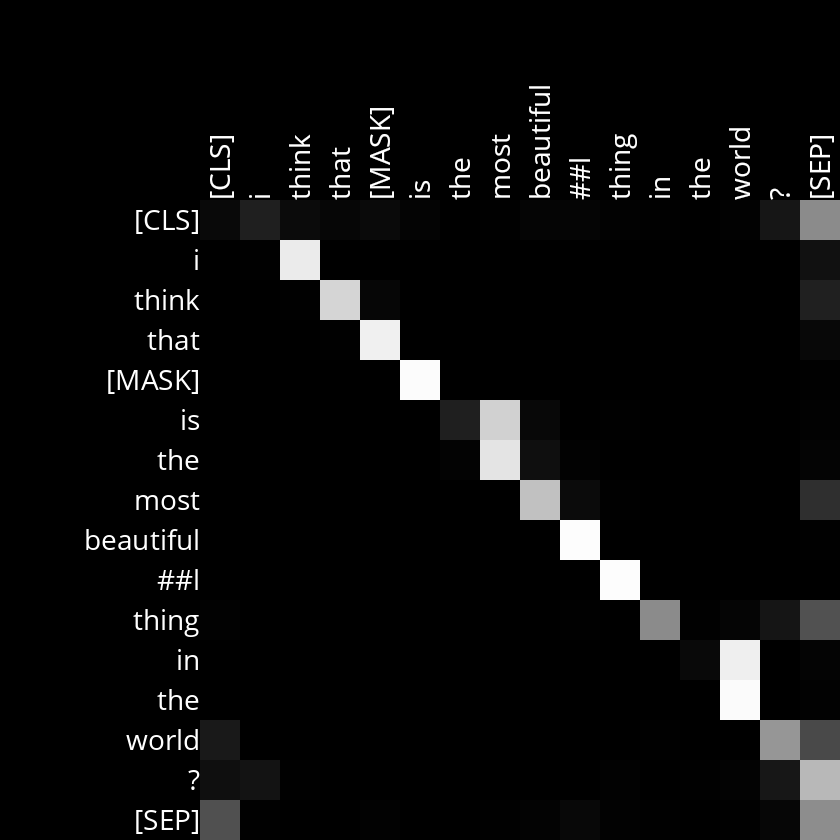 [CLS] i think that [MASK] is the most beautiful ##l thing in the world ? [SEP]
[CLS]
i
think
that
[MASK]
is
the
most
beautiful
##l
thing
in
the
world
?
[SEP]